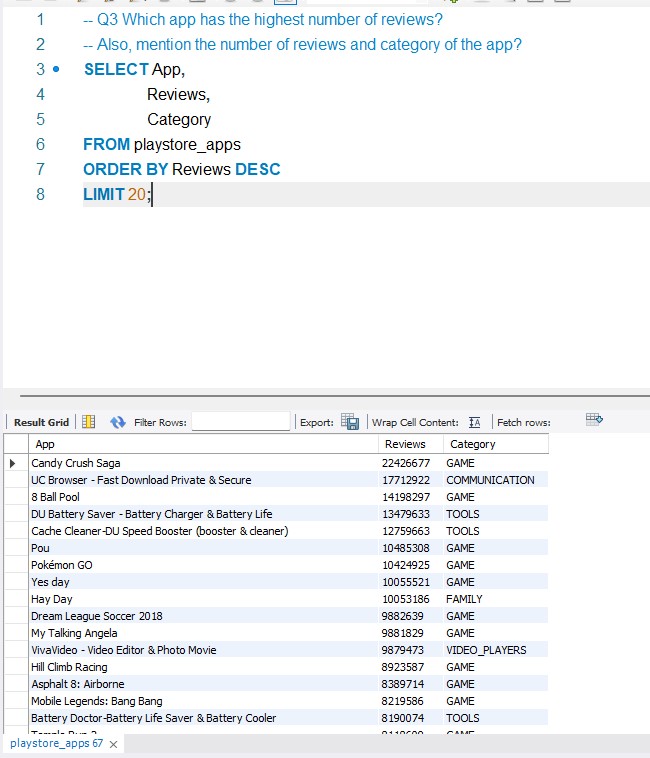 1 -- Q3 Which app has the highest number of reviews?
2 -- Also, mention the number of reviews and category of the app?
3 SELECT App,
4 Reviews,
5 Category
6 FROM playstore_apps
7 ORDER BY Reviews DESC
8 LIMIT 20;
Result Grid Filter Rows: Export: Wrap Cell Content: Fetch rows:
App Reviews Category
Candy Crush Saga 22426677 GAME
UC Browser - Fast Download Private & Secure 17712922 COMMUNICATION
8 Ball Pool 14198297 GAME
DU Battery Saver - Battery Charger & Battery Life 13479633 TOOLS
Cache Cleaner-DU Speed Booster (booster & cleaner) 12759663 TOOLS
Pou 10485308 GAME
Pokémon GO 10424925 GAME
Yes day 10055521 GAME
Hay Day 10053186 FAMILY
Dream League Soccer 2018 9882639 GAME
My Talking Angela 9881829 GAME
VivaVideo - Video Editor & Photo Movie 9879473 VIDEO_PLAYERS
Hill Climb Racing 8923587 GAME
Asphalt 8: Airborne 8389714 GAME
Mobile Legends: Bang Bang 8219586 GAME
Battery Doctor-Battery Life Saver & Battery Cooler 8190074 TOOLS
playstore_apps 67